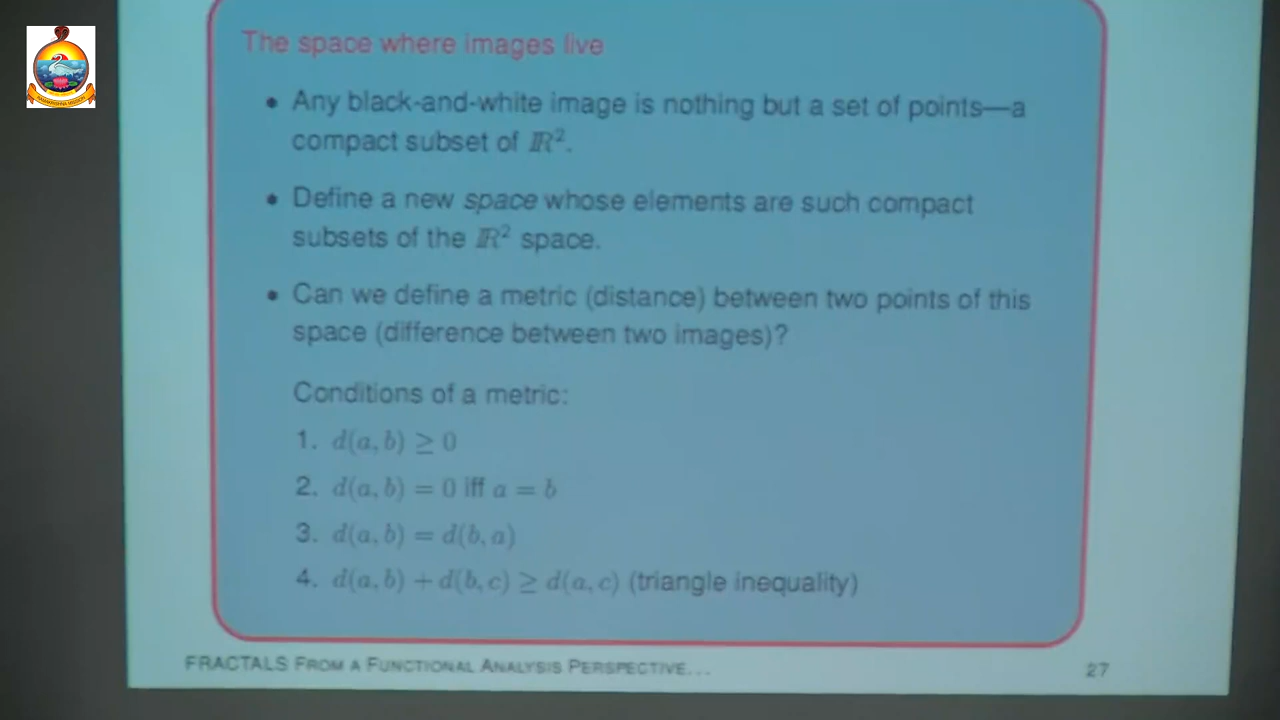 The space where images live
• Any black-and-white image is nothing but a set of points—a
compact subset of ℝ².
• Define a new space whose elements are such compact
subsets of the ℝ² space.
• Can we define a metric (distance) between two points of this
space (difference between two images)?
Conditions of a metric:
1. d(a, b) ≥ 0
2. d(a, b) = 0 iff a = b
3. d(a, b) = d(b, a)
4. d(a, b) + d(b, c) ≥ d(a, c) (triangle inequality)
FRACTALS FROM A FUNCTIONAL ANALYSIS PERSPECTIVE... 27